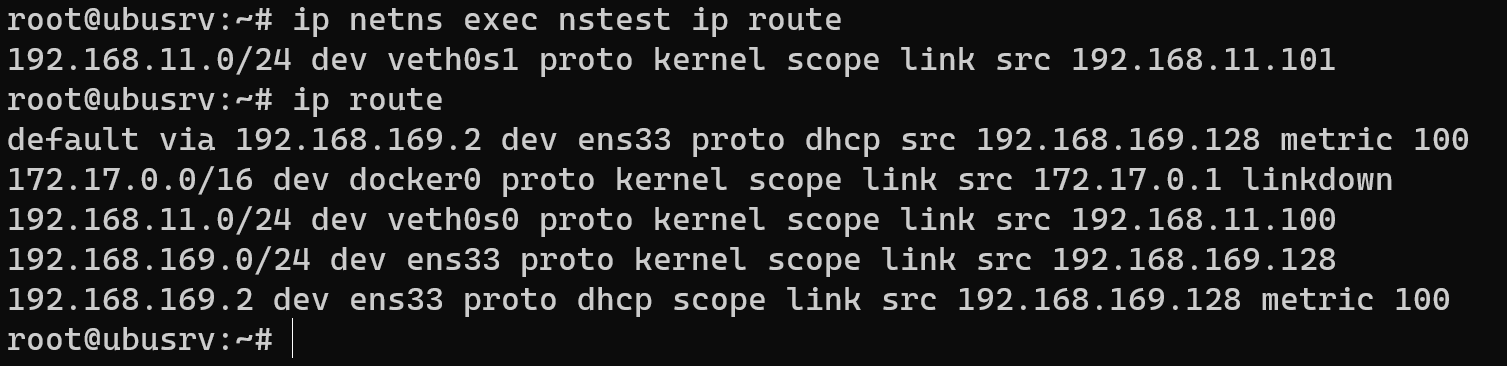 root@ubusrv:~# ip netns exec nstest ip route
192.168.11.0/24 dev veth0s1 proto kernel scope link src 192.168.11.101
root@ubusrv:~# ip route
default via 192.168.169.2 dev ens33 proto dhcp src 192.168.169.128 metric 100
172.17.0.0/16 dev docker0 proto kernel scope link src 172.17.0.1 linkdown
192.168.11.0/24 dev veth0s0 proto kernel scope link src 192.168.11.100
192.168.169.0/24 dev ens33 proto kernel scope link src 192.168.169.128
192.168.169.2 dev ens33 proto dhcp scope link src 192.168.169.128 metric 100
root@ubusrv:~#